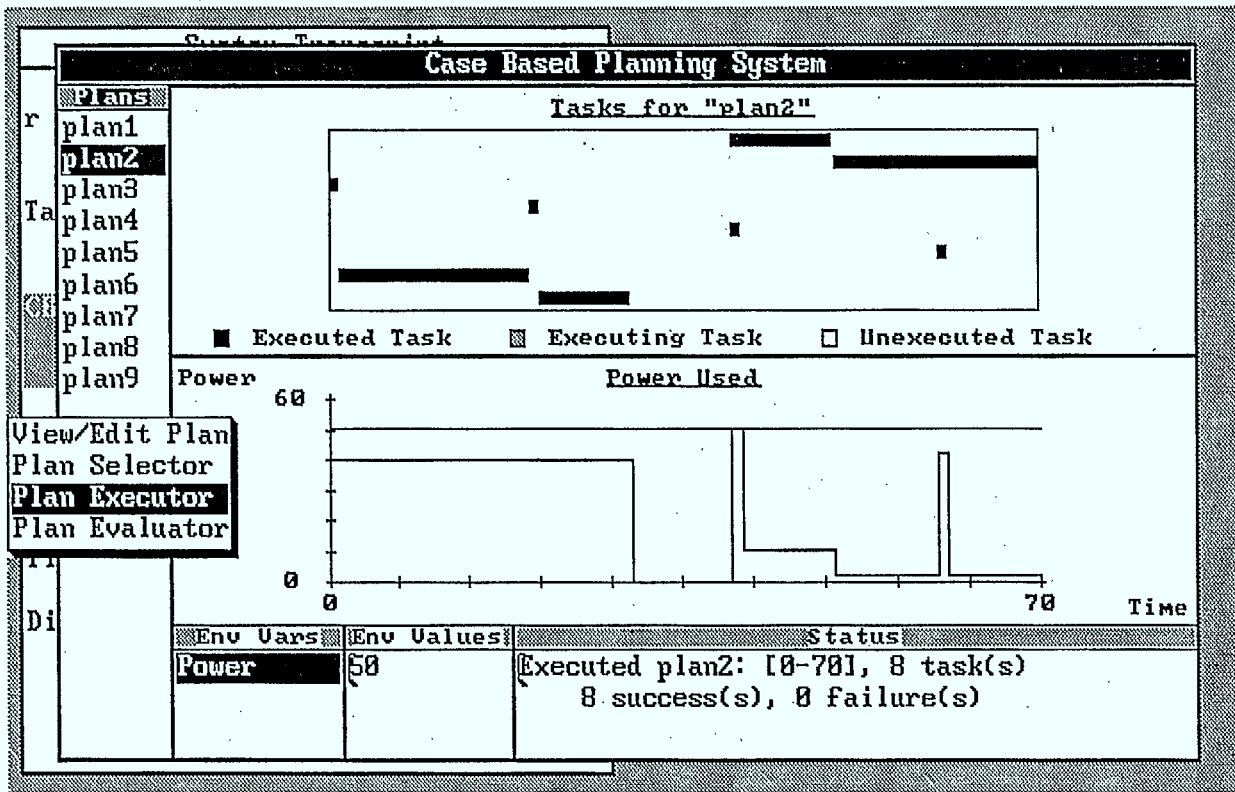 Case Based Planning System
Plans
plan1
plan2
plan3
plan4
plan5
plan6
plan7
plan8
plan9
r
Ta
Di
View/Edit Plan
Plan Selector
Plan Executor
Plan Evaluator
Tasks for "plan2"
Executed Task
Executing Task
Unexecuted Task
Power Used
Power
60
0
0
70
Time
Env Vars
Env Values
Status
Power
50
Executed plan2: [0-70], 8 task(s)
8 success(s), 0 failure(s)